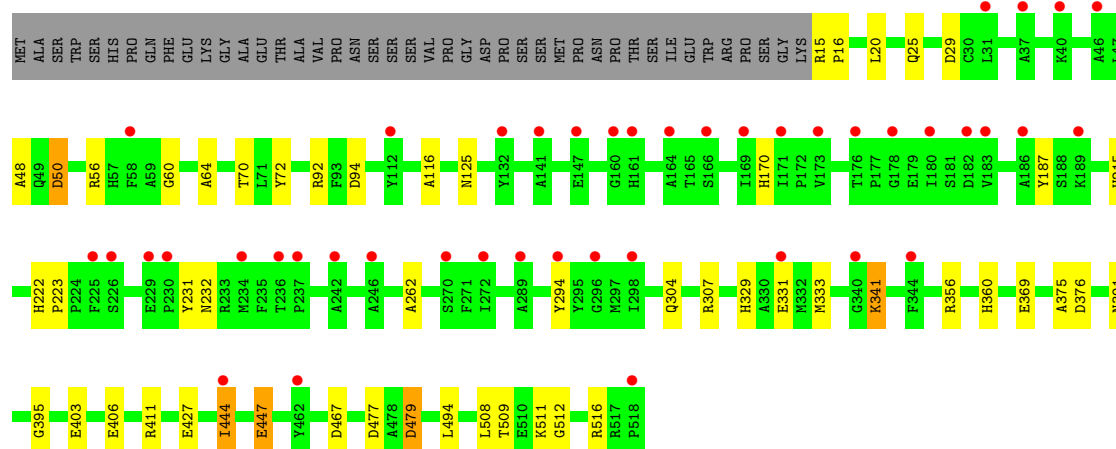 MET ALA SER TRP SER HIS PRO GLN PHE GLU LYS GLY ALA GLU THR ALA VAL PRO ASN SER SER SER VAL PRO GLY ASP PRO SER SER MET PRO ASN PRO THR SER ILE GLU TRP ARG PRO SER GLY LYS R15 P16 L20 Q25 D29 C30 L31 A37 K40 A46
A48 Q49 D50 R56 H57 F58 A59 G60 A64 T70 L71 Y72 R92 F93 D94 Y112 A116 N125 Y132 A141 E147 G160 H161 A164 T165 S166 I169 H170 I171 P172 V173 T176 P177 G178 E179 I180 S181 D182 V183 A186 Y187 S188 K189
H222 P223 P224 F225 S226 E229 P230 Y231 N232 R233 M234 F235 T236 P237 A242 A246 A262 S270 F271 I272 A289 Y294 Y295 G296 M297 I298 Q304 R307 H329 A330 E331 M332 M333 G340 K341 F344 R356 H360 E369 A375 D376
G395 E403 E406 R411 E427 I444 E447 Y462 D467 D477 A478 D479 L494 L508 T509 E510 K511 G512 R516 R517 P518